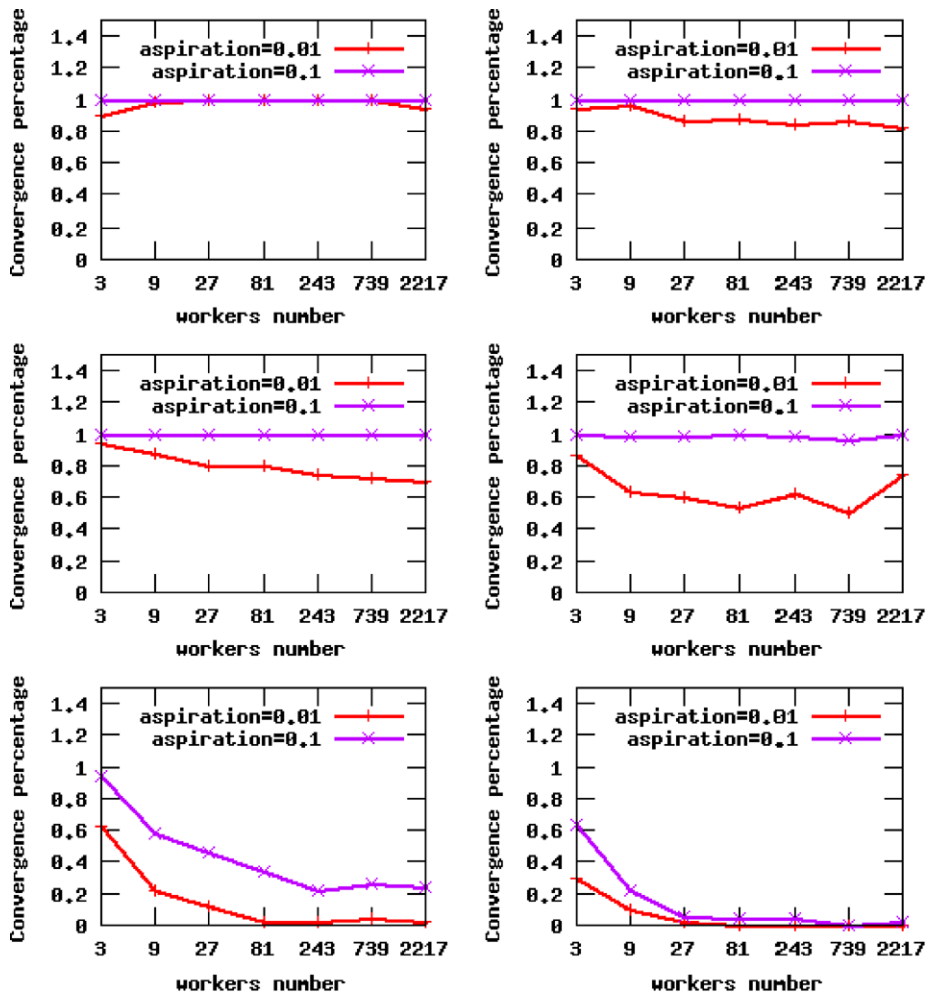 Convergence percentage
1.4
1.2
1
0.8
0.6
0.4
0.2
0
aspiration=0.01
aspiration=0.1
3 9 27 81 243 739 2217
workers number
Convergence percentage
1.4
1.2
1
0.8
0.6
0.4
0.2
0
aspiration=0.01
aspiration=0.1
3 9 27 81 243 739 2217
workers number
Convergence percentage
1.4
1.2
1
0.8
0.6
0.4
0.2
0
aspiration=0.01
aspiration=0.1
3 9 27 81 243 739 2217
workers number
Convergence percentage
1.4
1.2
1
0.8
0.6
0.4
0.2
0
aspiration=0.01
aspiration=0.1
3 9 27 81 243 739 2217
workers number
Convergence percentage
1.4
1.2
1
0.8
0.6
0.4
0.2
0
aspiration=0.01
aspiration=0.1
3 9 27 81 243 739 2217
workers number
Convergence percentage
1.4
1.2
1
0.8
0.6
0.4
0.2
0
aspiration=0.01
aspiration=0.1
3 9 27 81 243 739 2217
workers number